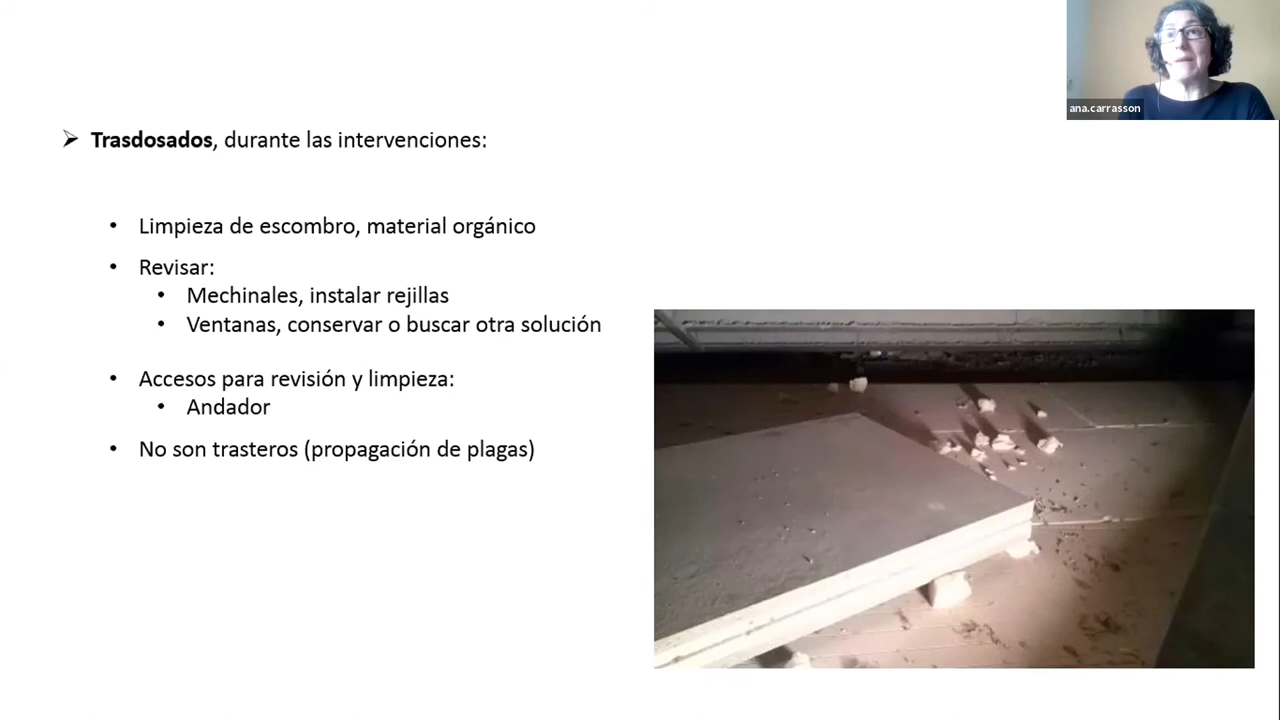 ana.carrasson
➢ Trasdosados, durante las intervenciones:
• Limpieza de escombro, material orgánico
• Revisar:
• Mechinales, instalar rejillas
• Ventanas, conservar o buscar otra solución
• Accesos para revisión y limpieza:
• Andador
• No son trasteros (propagación de plagas)